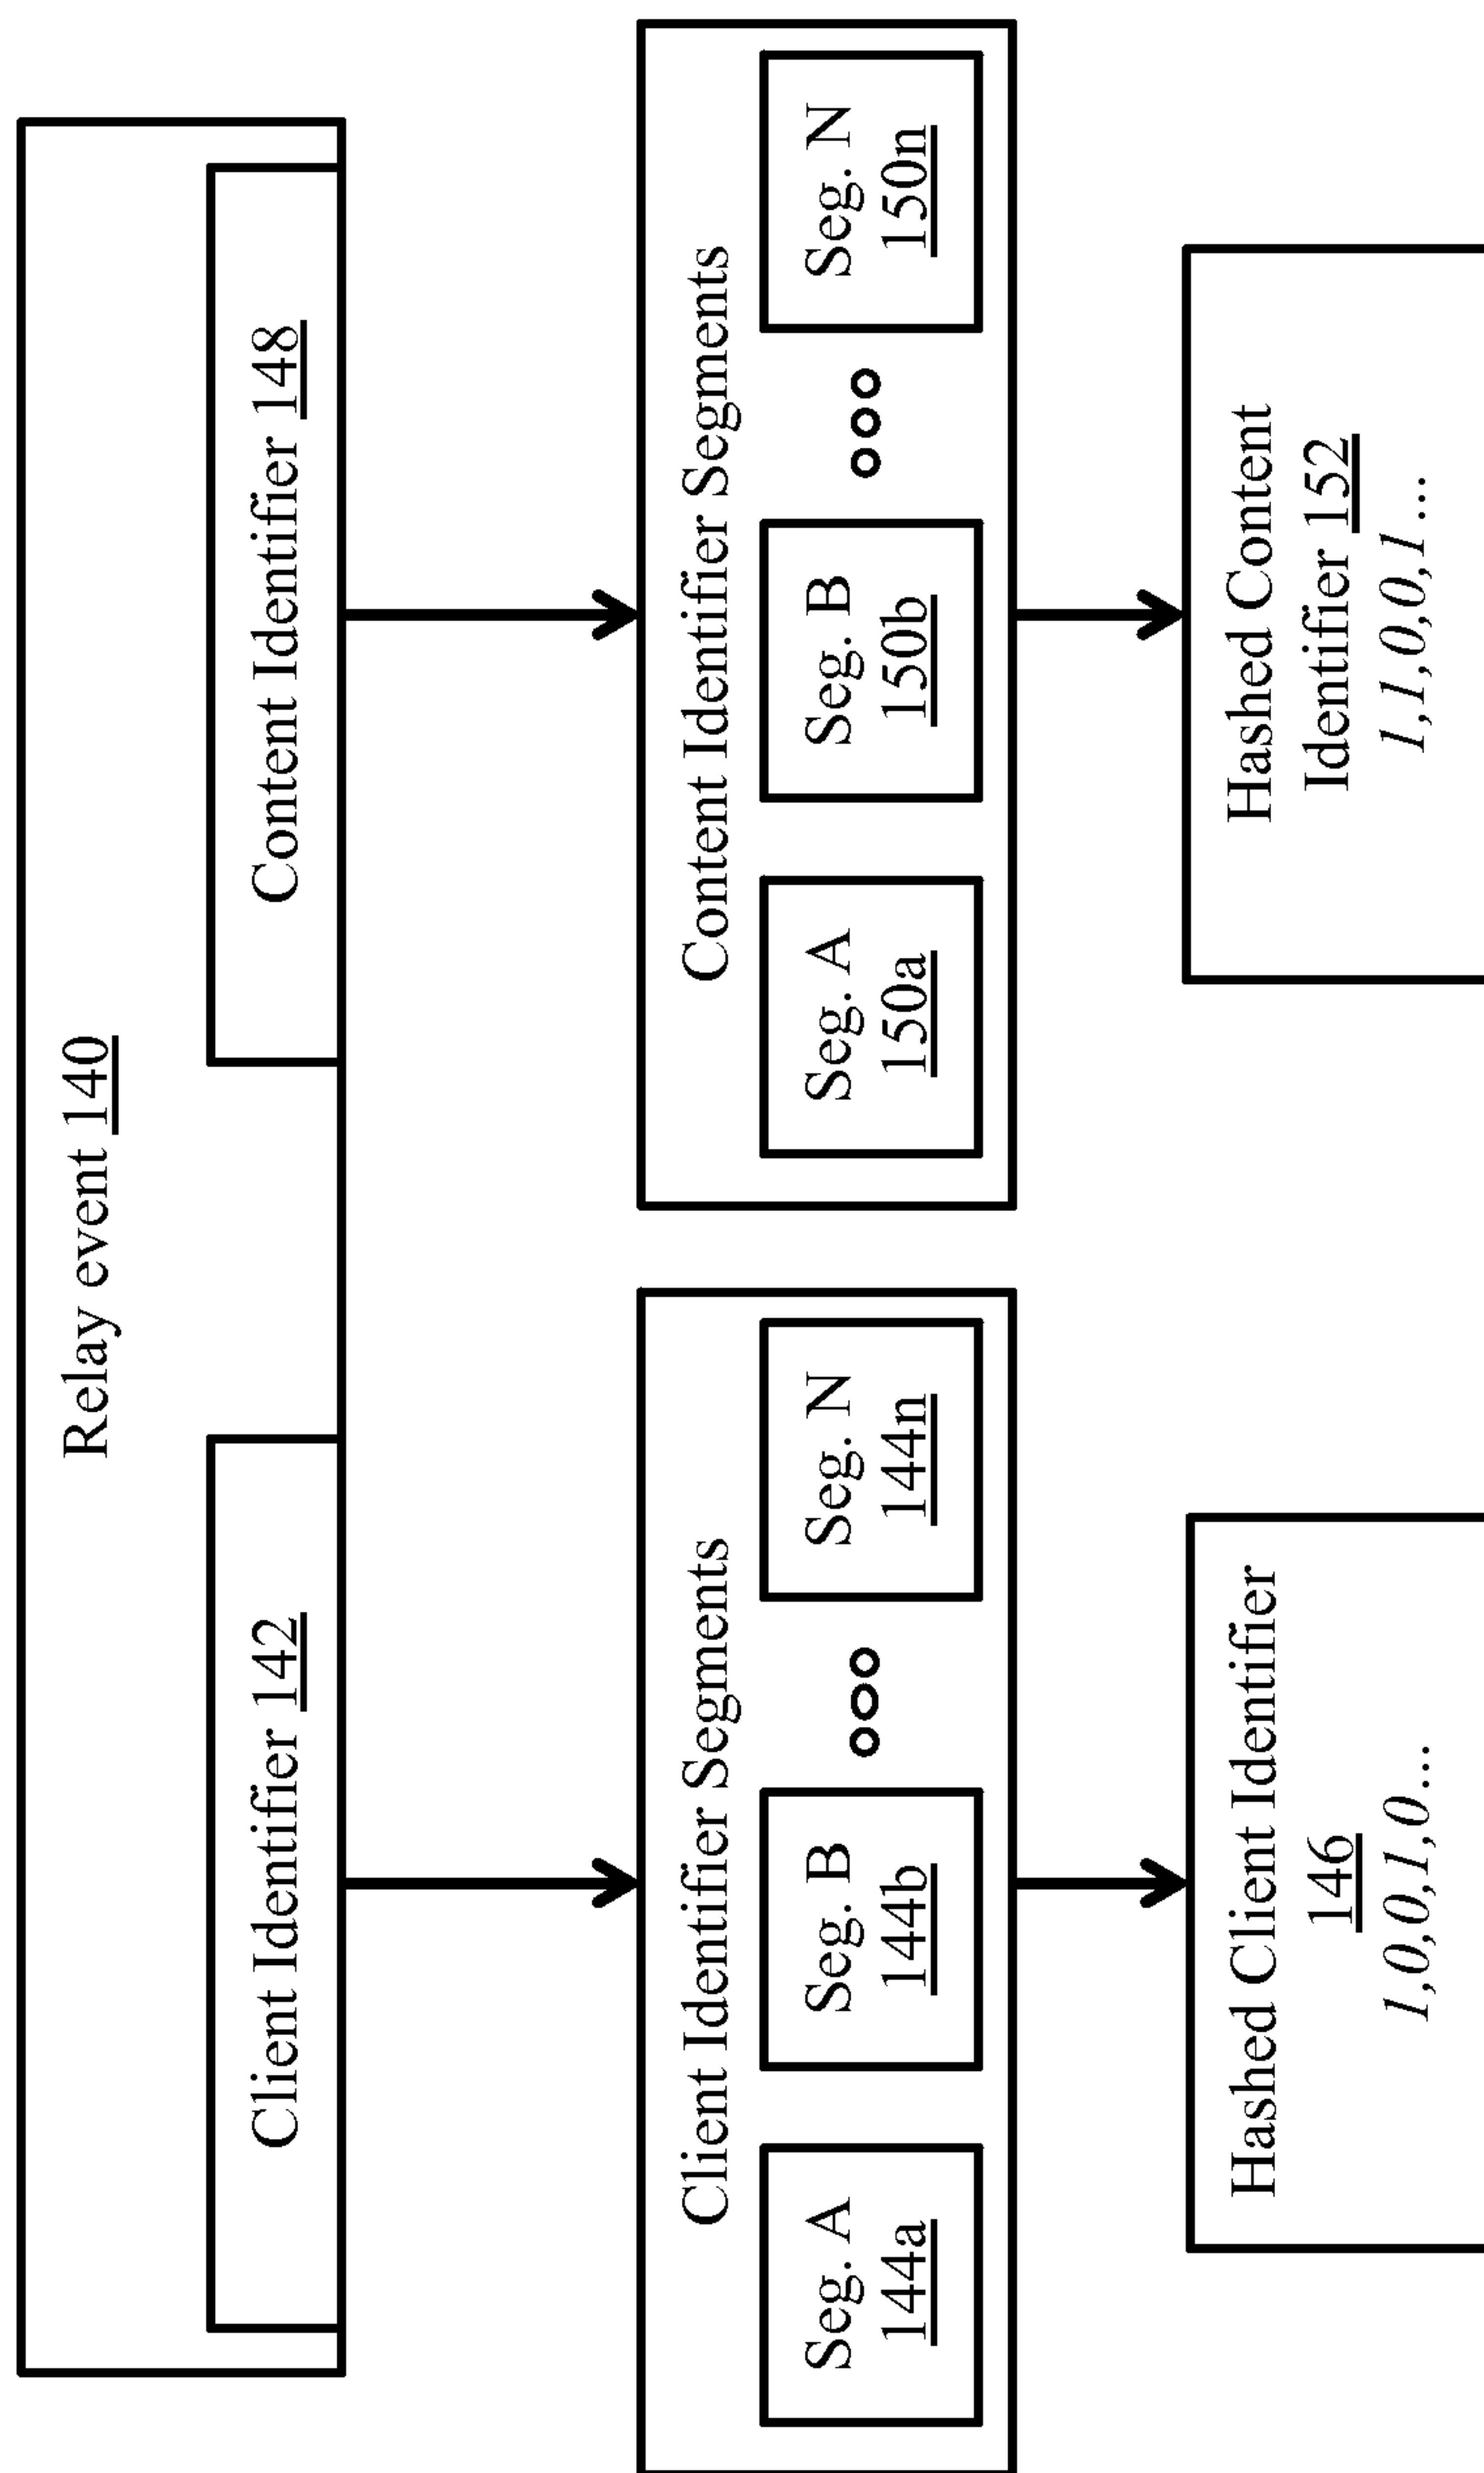 Relay event 140
Client Identifier 142
Content Identifier 148
Client Identifier Segments
Seg. A
144a
Seg. B
144b
Seg. N
144n
Content Identifier Segments
Seg. A
150a
Seg. B
150b
Seg. N
150n
Hashed Client Identifier
146
1,0,0,1,0...
Hashed Content
Identifier 152
1,1,0,0,1...